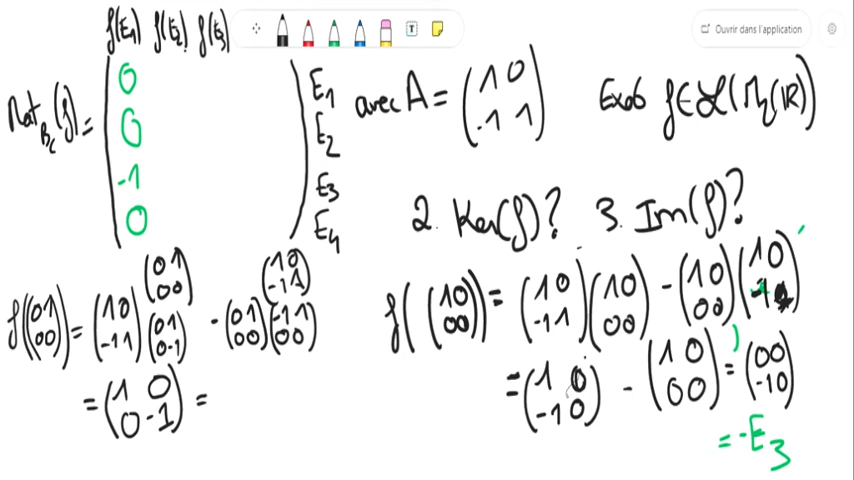 f(E1) f(E2) f(E3)
Ouvrir dans l'application
Mat_Bc(f) = ( 0 0 -1 0 ) E1 E2 E3 E4
avec A = ( 1 0 -1 1 )
Exo6 f∈ℒ(M2(IR))
2. Ker(f)? 3. Im(f)?
f((0 1 0 0)) = (1 0 -1 1) (0 1 0 0) (0 1 0 -1) - (0 1 0 0) (1 0 -1 1) (-1 1 0 0)
= (1 0 0 -1) =
f( (1 0 0 0)) = (1 0 -1 1) (1 0 0 0) - (1 0 0 0) (1 0
= (1 0 -1 0) - (1 0 0 0) = (0 0 -1 0)
= -E3